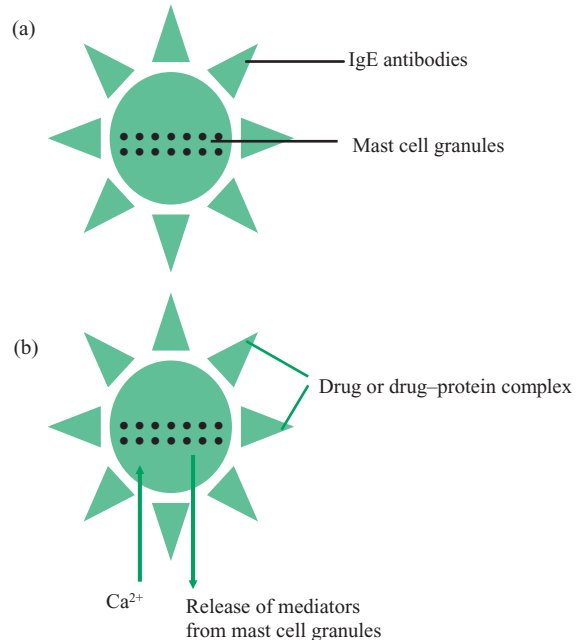 (a)
IgE antibodies
Mast cell granules
(b)
Drug or drug–protein complex
Ca²⁺
Release of mediators
from mast cell granules